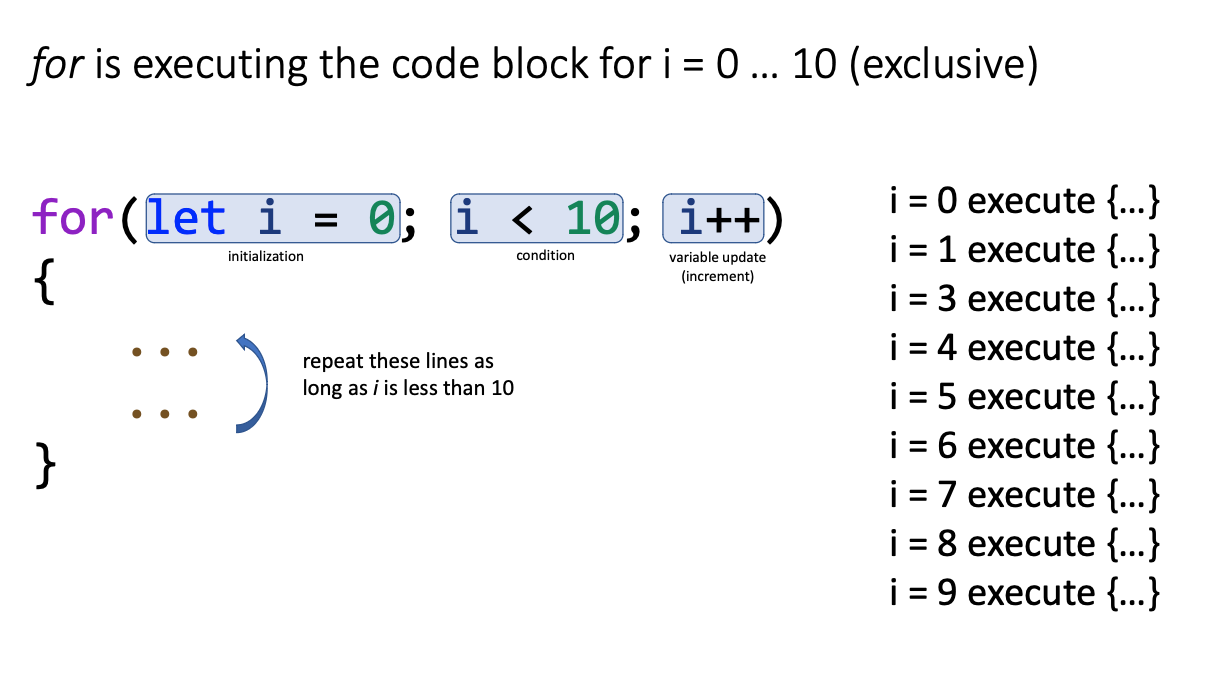 for is executing the code block for i = 0 … 10 (exclusive)
for(let i = 0; i < 10; i++)
initialization
condition
variable update
(increment)
{
...
repeat these lines as
long as i is less than 10
...
}
i = 0 execute {…}
i = 1 execute {…}
i = 3 execute {…}
i = 4 execute {…}
i = 5 execute {…}
i = 6 execute {…}
i = 7 execute {…}
i = 8 execute {…}
i = 9 execute {…}